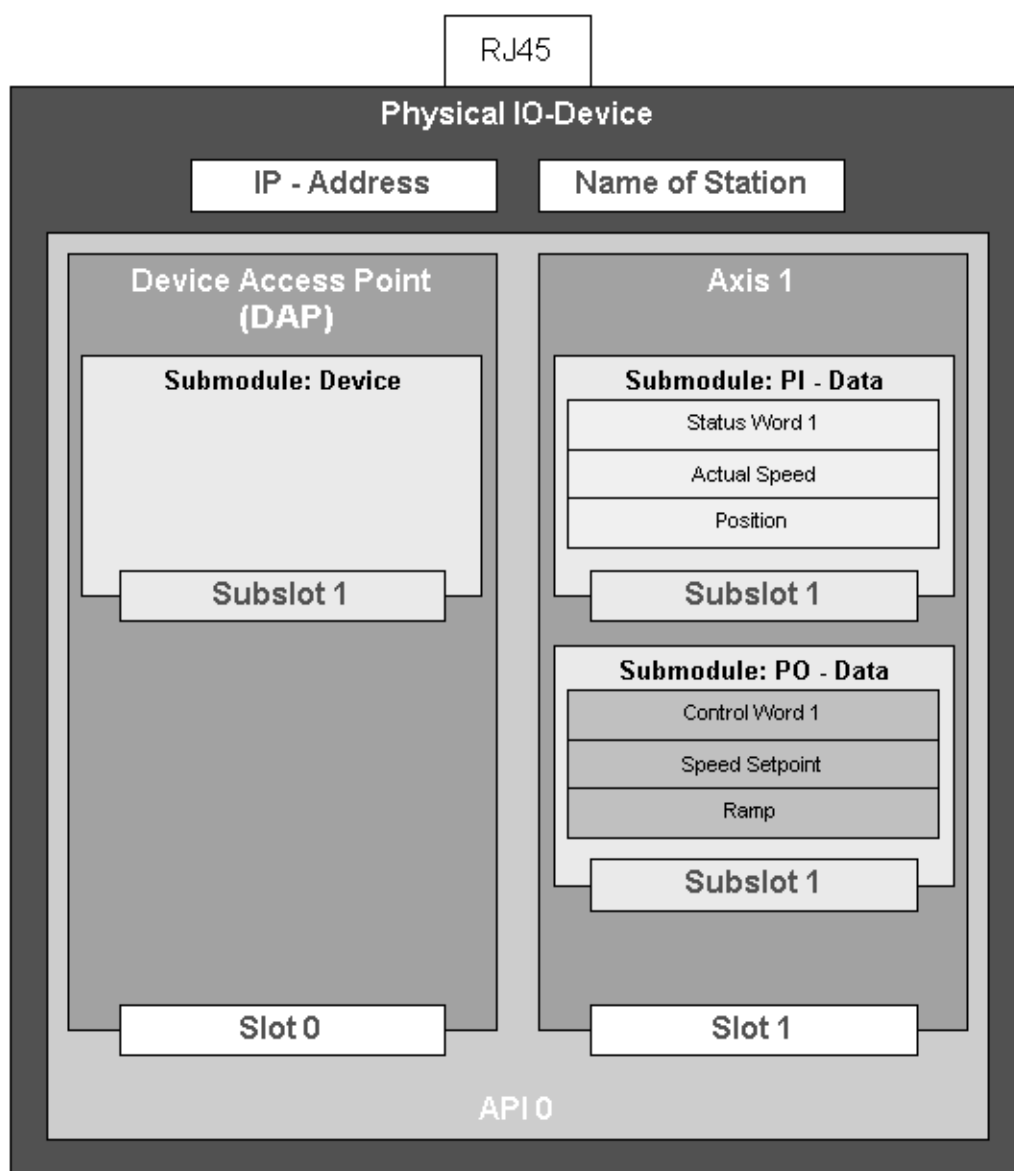 RJ45
Physical IO-Device
IP - Address
Name of Station
Device Access Point
(DAP)
Submodule: Device
Subslot 1
Slot 0
Axis 1
Submodule: PI - Data
Status Word 1
Actual Speed
Position
Subslot 1
Submodule: PO - Data
Control Word 1
Speed Setpoint
Ramp
Subslot 1
Slot 1
API 0